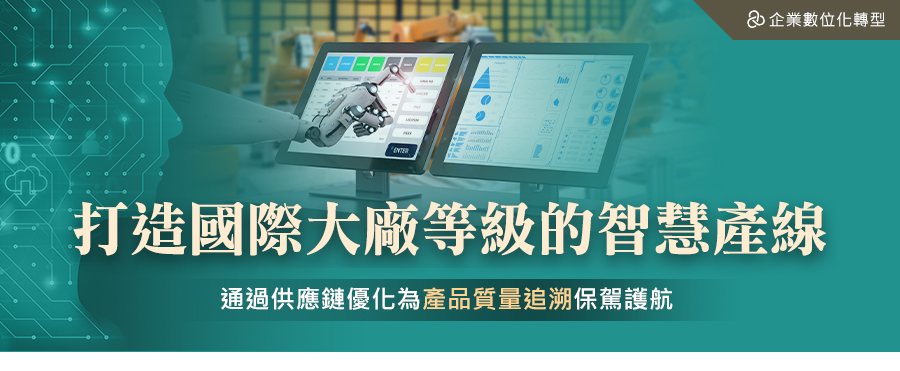 企業數位化轉型
ENTER
打造國際大廠等級的智慧產線
通過供應鏈優化為產品質量追溯保駕護航